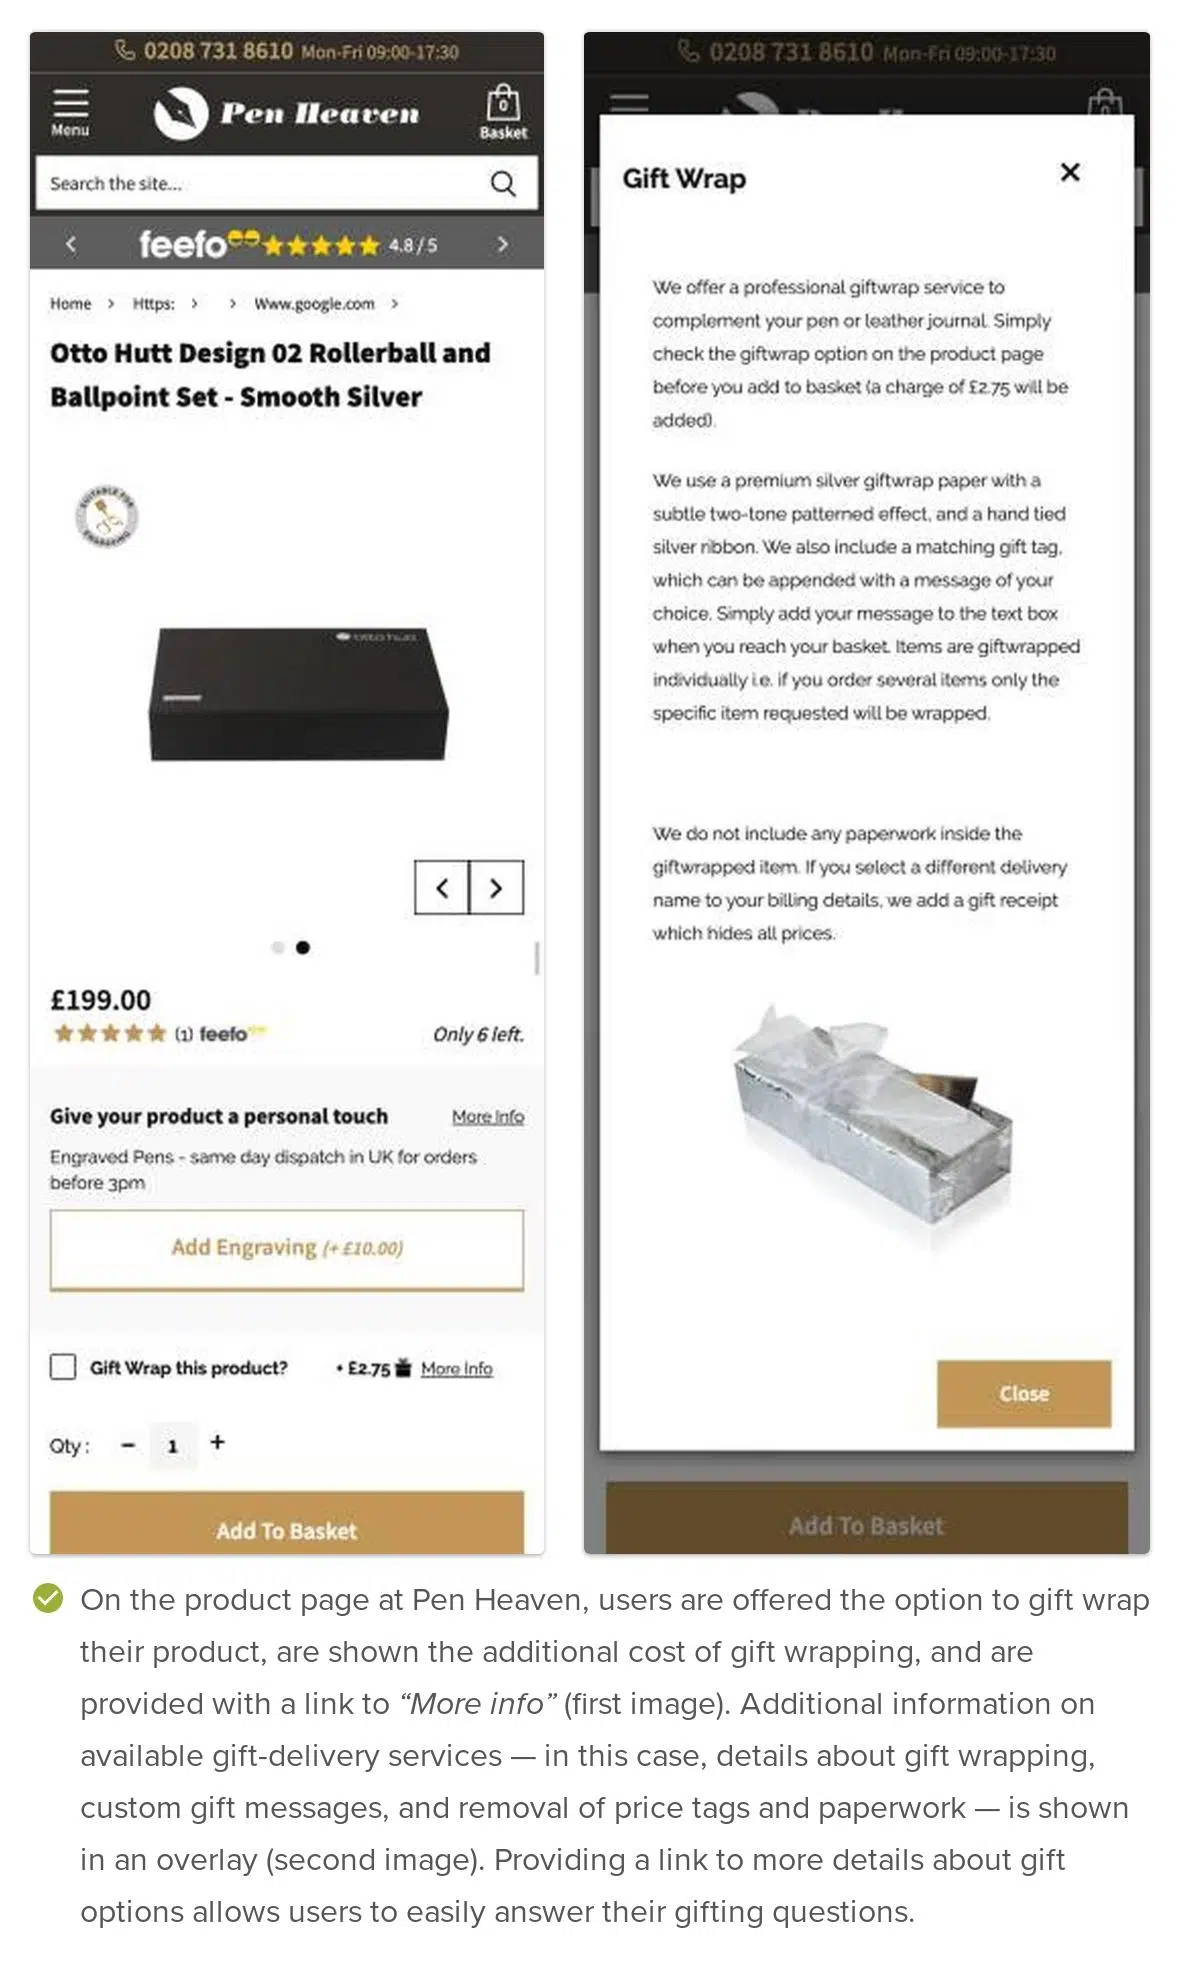 0208 731 8610 Mon-Fri 09:00-17:30
Menu
Pen Heaven
0
Basket
Search the site...
feefo 4.8 / 5
Home > Https: > > Www.google.com >
Otto Hutt Design 02 Rollerball and
Ballpoint Set - Smooth Silver
SUITABLE FOR
ENGRAVING
otto hutt
£199.00
(1) feefo
Only 6 left.
Give your product a personal touch
More Info
Engraved Pens - same day dispatch in UK for orders
before 3pm
Add Engraving (+ £10.00)
Gift Wrap this product?
+ £2.75
More Info
Qty :
- 1 +
Add To Basket
0208 731 8610 Mon-Fri 09:00-17:30
Gift Wrap
We offer a professional giftwrap service to
complement your pen or leather journal. Simply
check the giftwrap option on the product page
before you add to basket (a charge of £2.75 will be
added).
We use a premium silver giftwrap paper with a
subtle two-tone patterned effect, and a hand tied
silver ribbon. We also include a matching gift tag,
which can be appended with a message of your
choice. Simply add your message to the text box
when you reach your basket. Items are giftwrapped
individually i.e. if you order several items only the
specific item requested will be wrapped.
We do not include any paperwork inside the
giftwrapped item. If you select a different delivery
name to your billing details, we add a gift receipt
which hides all prices.
Close
Add To Basket
On the product page at Pen Heaven, users are offered the option to gift wrap
their product, are shown the additional cost of gift wrapping, and are
provided with a link to “More info” (first image). Additional information on
available gift-delivery services — in this case, details about gift wrapping,
custom gift messages, and removal of price tags and paperwork — is shown
in an overlay (second image). Providing a link to more details about gift
options allows users to easily answer their gifting questions.